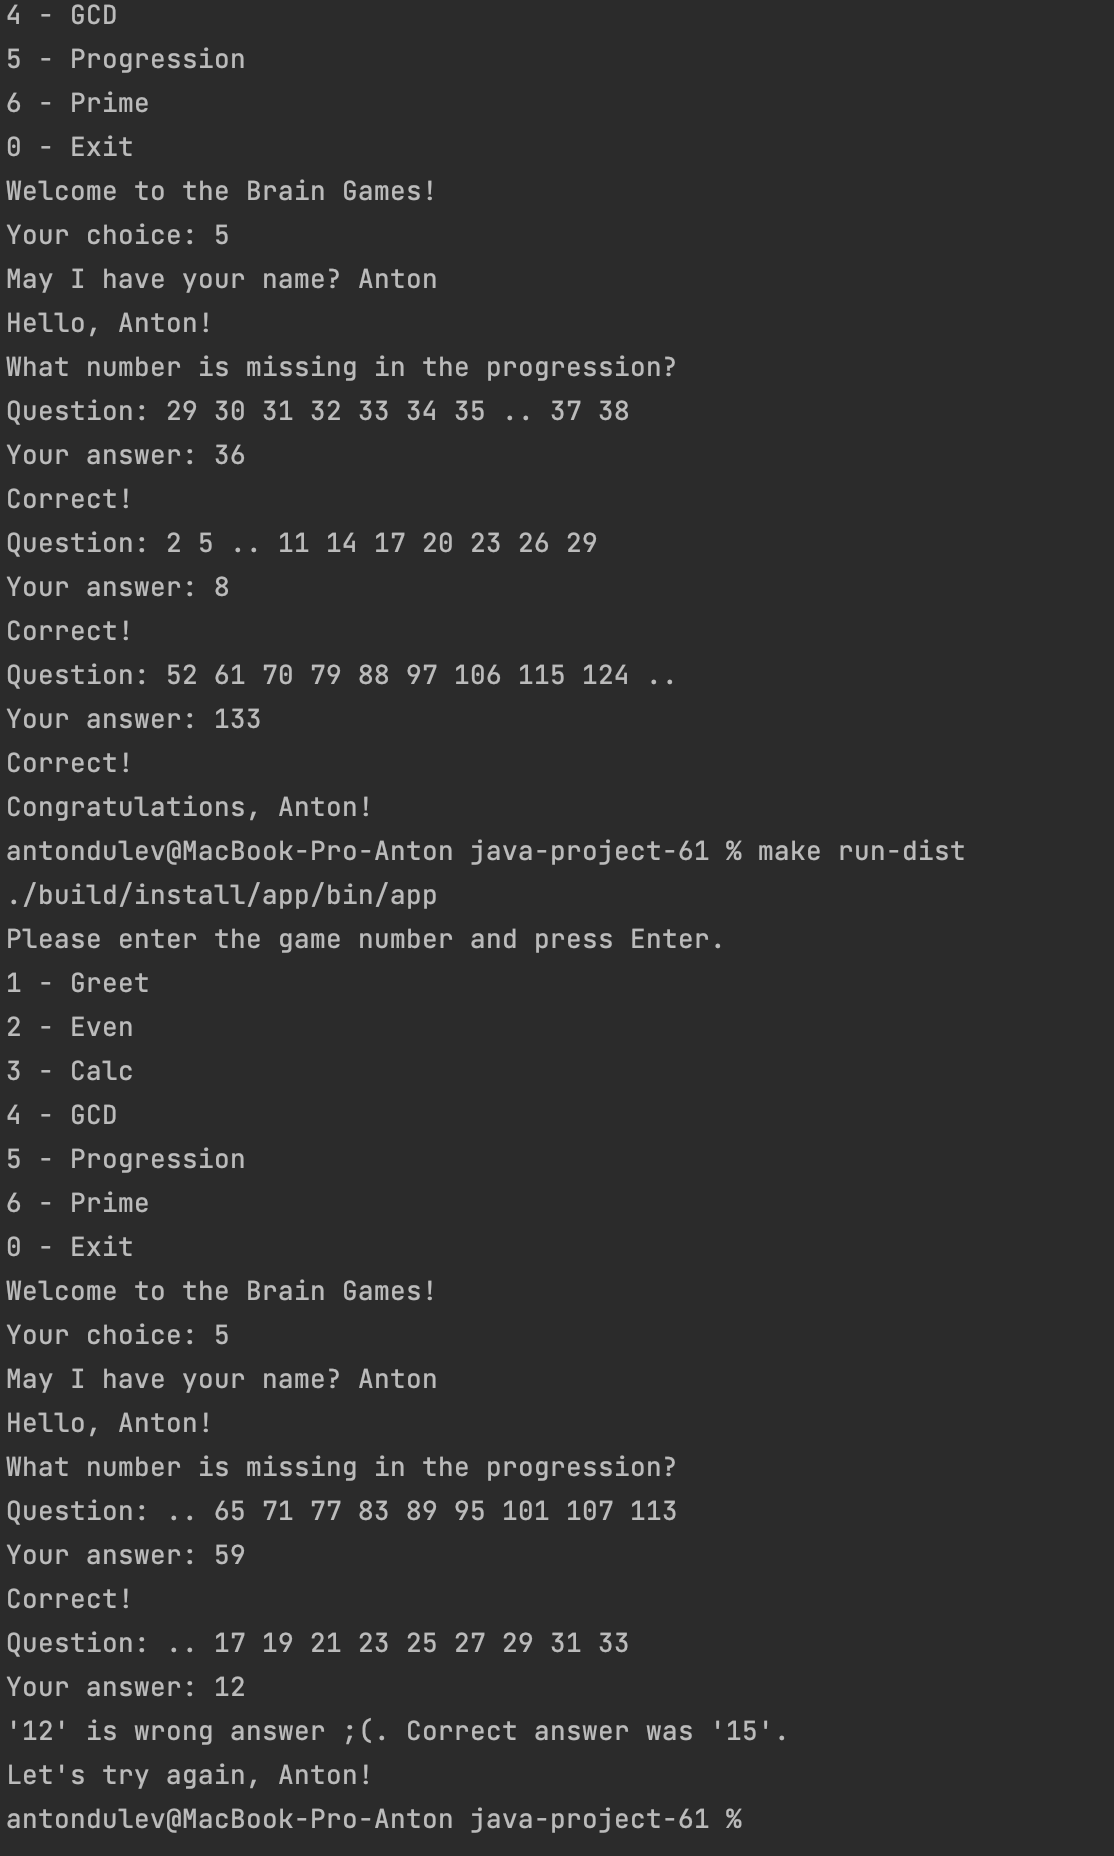 4 - GCD
5 - Progression
6 - Prime
0 - Exit
Welcome to the Brain Games!
Your choice: 5
May I have your name? Anton
Hello, Anton!
What number is missing in the progression?
Question: 29 30 31 32 33 34 35 .. 37 38
Your answer: 36
Correct!
Question: 2 5 .. 11 14 17 20 23 26 29
Your answer: 8
Correct!
Question: 52 61 70 79 88 97 106 115 124 ..
Your answer: 133
Correct!
Congratulations, Anton!
antondulev@MacBook-Pro-Anton java-project-61 % make run-dist
./build/install/app/bin/app
Please enter the game number and press Enter.
1 - Greet
2 - Even
3 - Calc
4 - GCD
5 - Progression
6 - Prime
0 - Exit
Welcome to the Brain Games!
Your choice: 5
May I have your name? Anton
Hello, Anton!
What number is missing in the progression?
Question: .. 65 71 77 83 89 95 101 107 113
Your answer: 59
Correct!
Question: .. 17 19 21 23 25 27 29 31 33
Your answer: 12
'12' is wrong answer ;(. Correct answer was '15'.
Let's try again, Anton!
antondulev@MacBook-Pro-Anton java-project-61 %